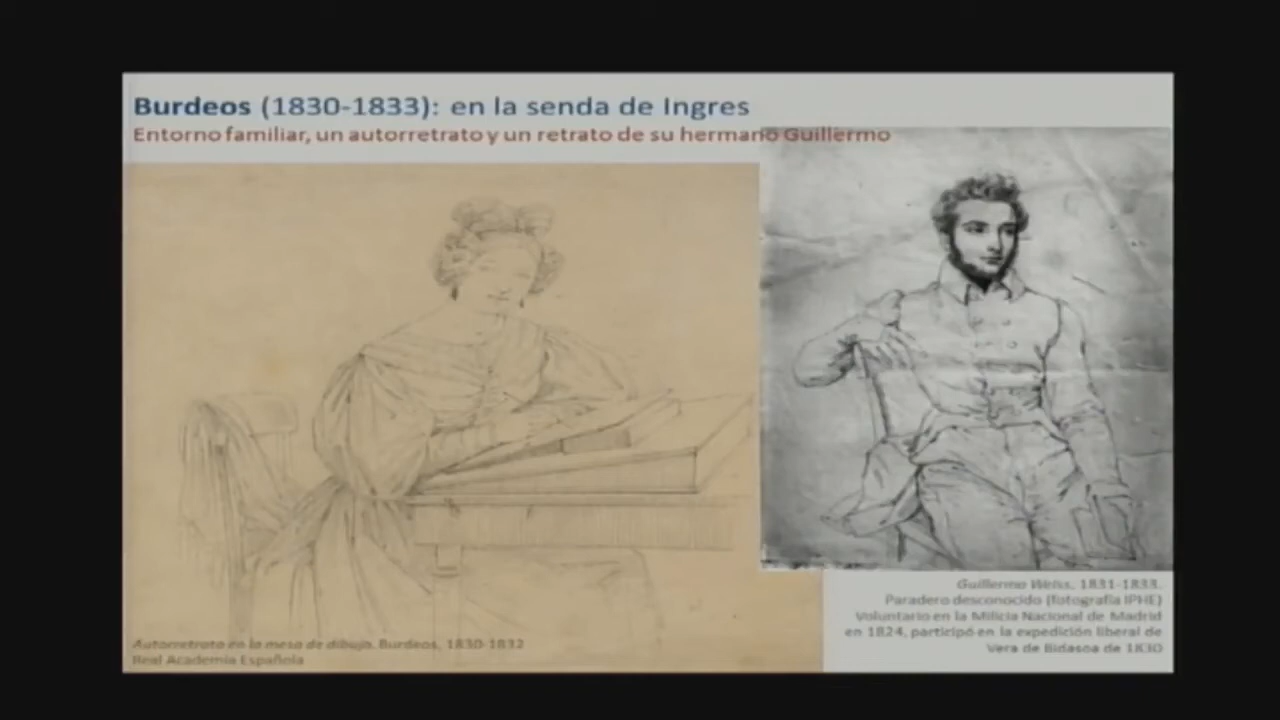 Burdeos (1830-1833): en la senda de Ingres
Entorno familiar, un autorretrato y un retrato de su hermano Guillermo
Guillermo Weiss, 1831-1833.
Paradero desconocido (fotografía IPHE)
Voluntario en la Milicia Nacional de Madrid
en 1824, participó en la expedición liberal de
Vera de Bidasoa de 1830
Autorretrato en la mesa de dibujo. Burdeos, 1830-1832
Real Academia Española